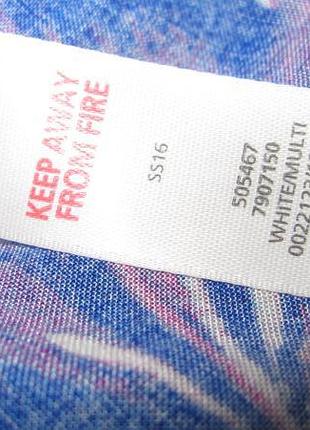 KEEP AWAY
FROM FIRE
SS16
505467
7907150
WHITE/MULTI